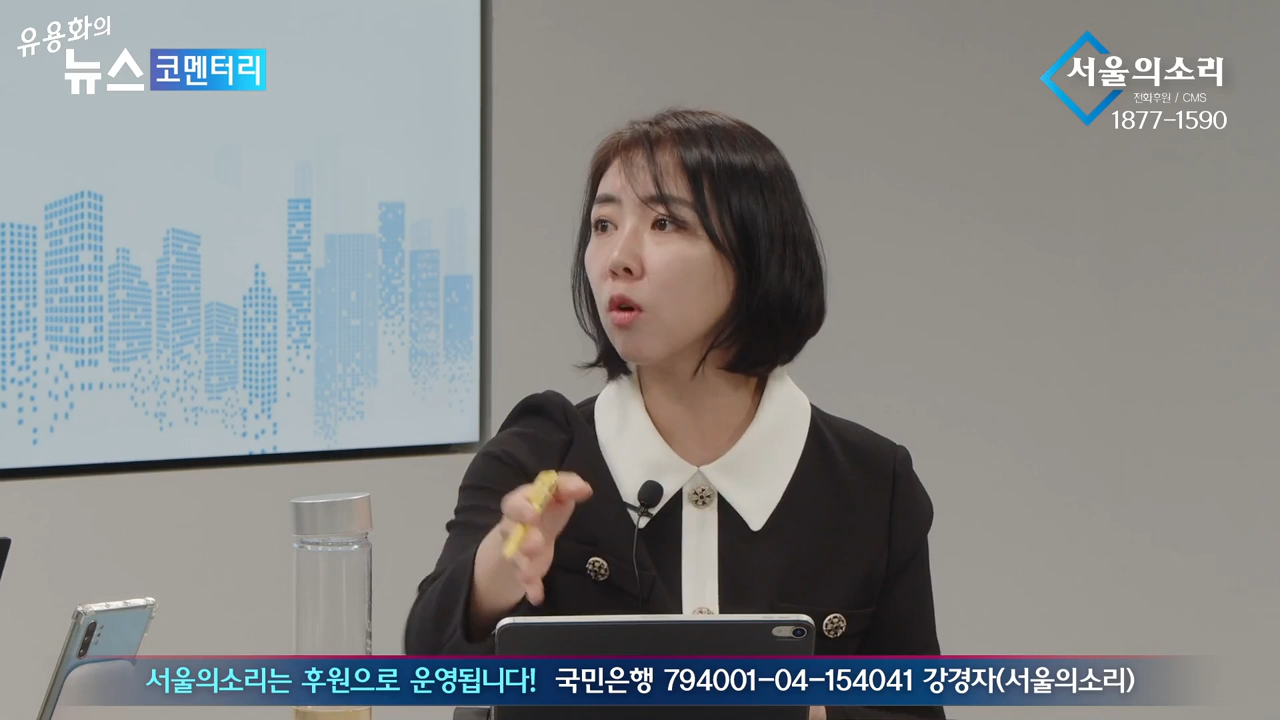 유용화의
뉴스 코멘터리
서울의소리
전화후원 / CMS
1877-1590
서울의소리는 후원으로 운영됩니다! 국민은행 794001-04-154041 강경자(서울의소리)